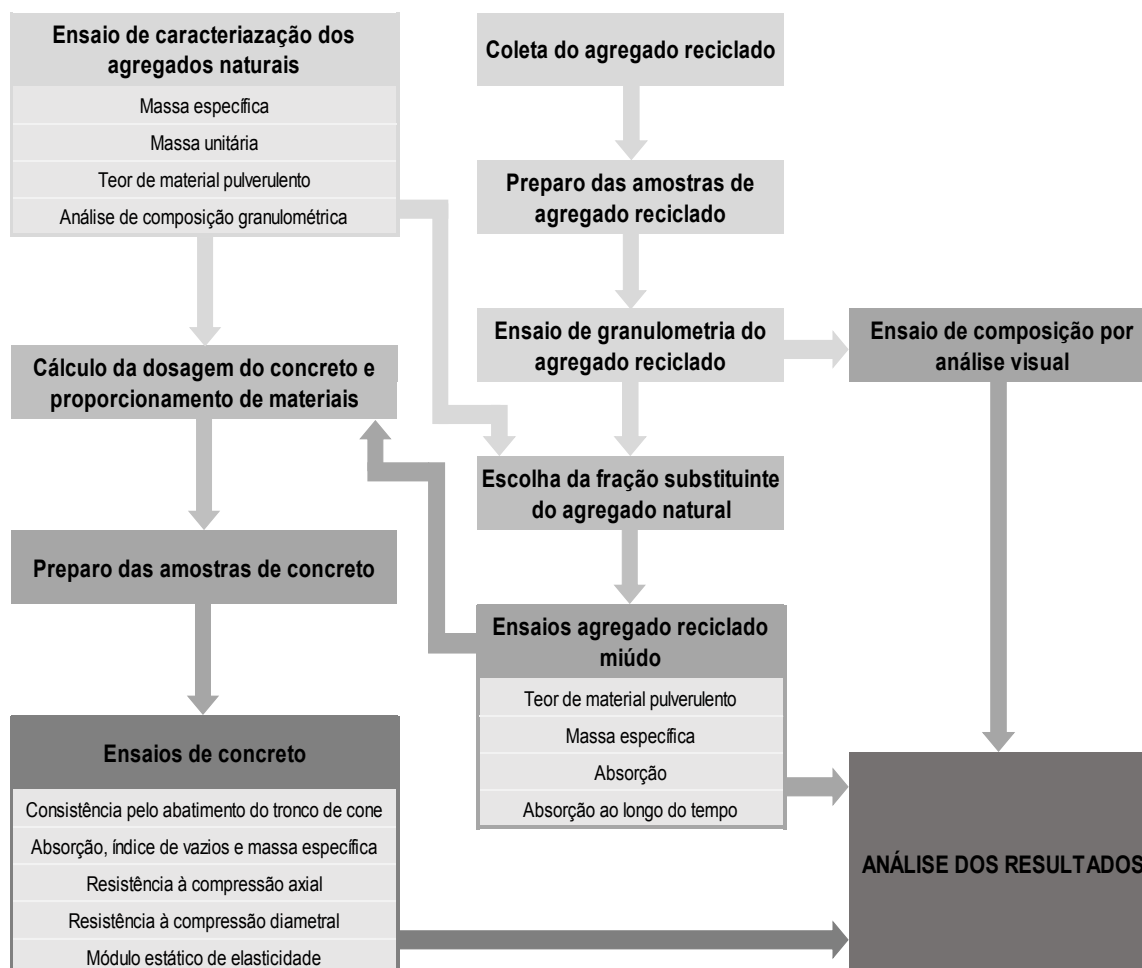 Ensaio de caracteriazação dos
agregados naturais
Massa específica
Massa unitária
Teor de material pulverulento
Análise de composição granulométrica
Coleta do agregado reciclado
Preparo das amostras de
agregado reciclado
Ensaio de granulometria do
agregado reciclado
Ensaio de composição por
análise visual
Cálculo da dosagem do concreto e
proporcionamento de materiais
Escolha da fração substituinte
do agregado natural
Preparo das amostras de concreto
Ensaios agregado reciclado
miúdo
Teor de material pulverulento
Massa específica
Absorção
Absorção ao longo do tempo
Ensaios de concreto
Consistência pelo abatimento do tronco de cone
Absorção, índice de vazios e massa específica
Resistência à compressão axial
Resistência à compressão diametral
Módulo estático de elasticidade
ANÁLISE DOS RESULTADOS